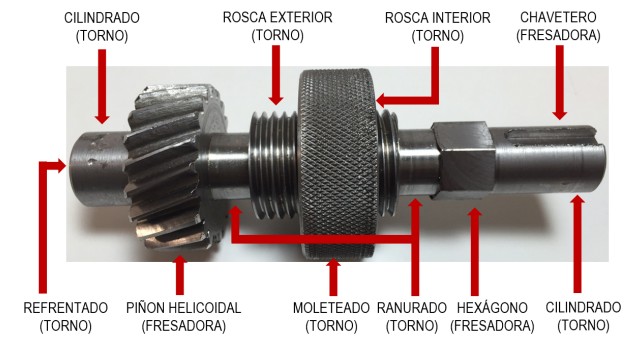 CILINDRADO
(TORNO)
ROSCA EXTERIOR
(TORNO)
ROSCA INTERIOR
(TORNO)
CHAVETERO
(FRESADORA)
REFRENTADO
(TORNO)
PIÑON HELICOIDAL
(FRESADORA)
MOLETEADO
(TORNO)
RANURADO
(TORNO)
HEXÁGONO
(FRESADORA)
CILINDRADO
(TORNO)